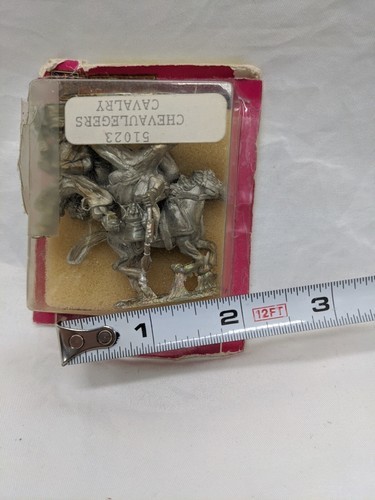 51023
CHEVAULEGERS
CAVALRY
1 2 12FT 3